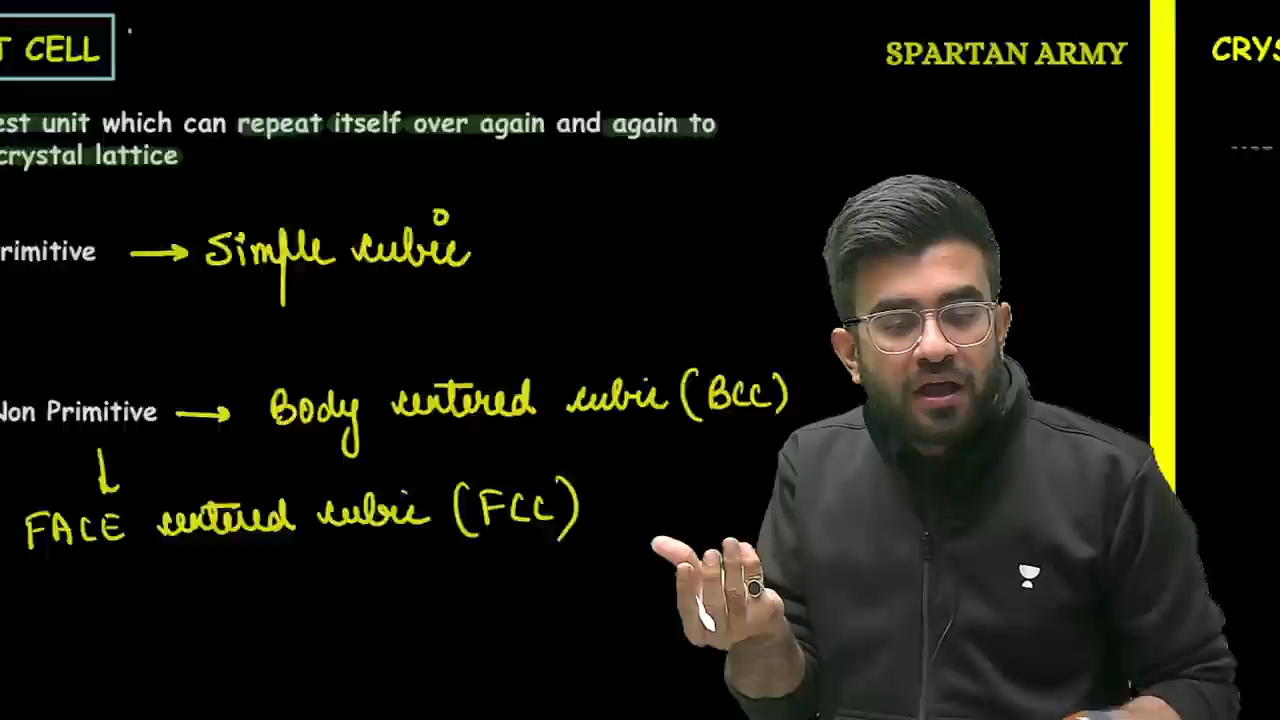 T CELL
SPARTAN ARMY
CRYS
est unit which can repeat itself over again and again to
crystal lattice
rimitive → Simple cubic
Non Primitive → Body centered cubic (BCC)
FACE centered cubic (FCC)